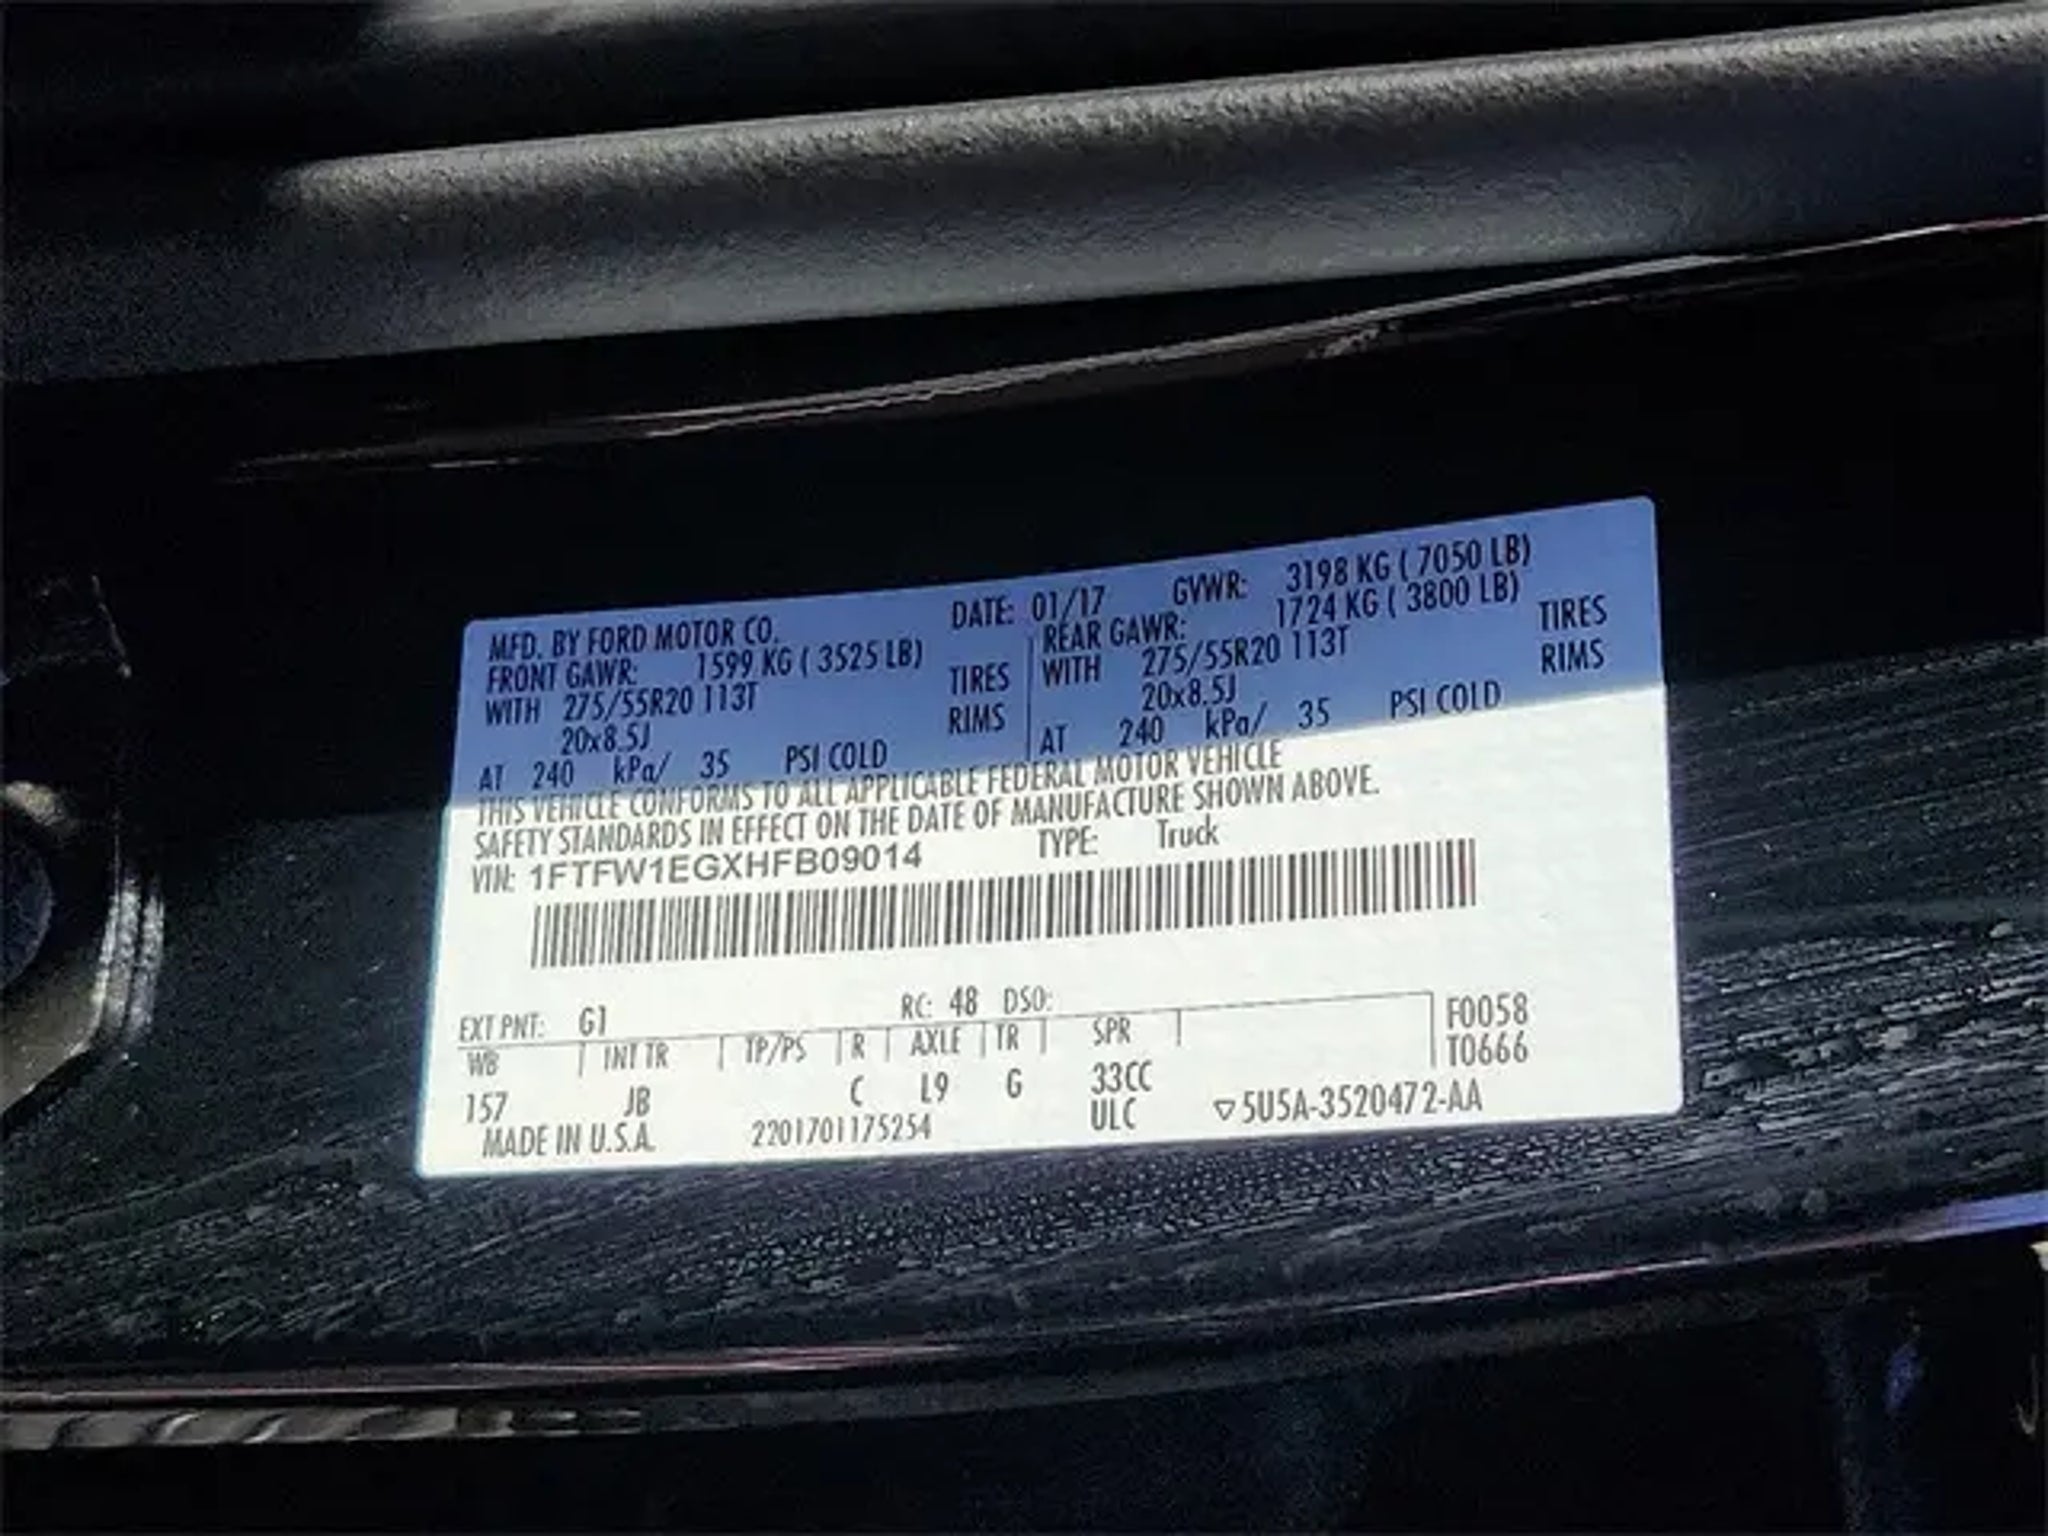 MFD. BY FORD MOTOR CO.
DATE: 01/17 GVWR: 3198 KG ( 7050 LB)
FRONT GAWR: 1599 KG ( 3525 LB)
WITH 275/55R20 113T TIRES
20x8.5J RIMS
AT 240 kPa/ 35 PSI COLD
REAR GAWR: 1724 KG ( 3800 LB)
WITH 275/55R20 113T TIRES
20x8.5J RIMS
AT 240 kPa/ 35 PSI COLD
THIS VEHICLE CONFORMS TO ALL APPLICABLE FEDERAL MOTOR VEHICLE
SAFETY STANDARDS IN EFFECT ON THE DATE OF MANUFACTURE SHOWN ABOVE.
VIN: 1FTFW1EGXHFB09014 TYPE: Truck
EXT PNT: G1 RC: 48 DSO:
WB INT TR TP/PS R AXLE TR SPR
157 JB C L9 G 33CC
ULC
F0058
T0666
▽5U5A-3520472-AA
MADE IN U.S.A. 2201701175254